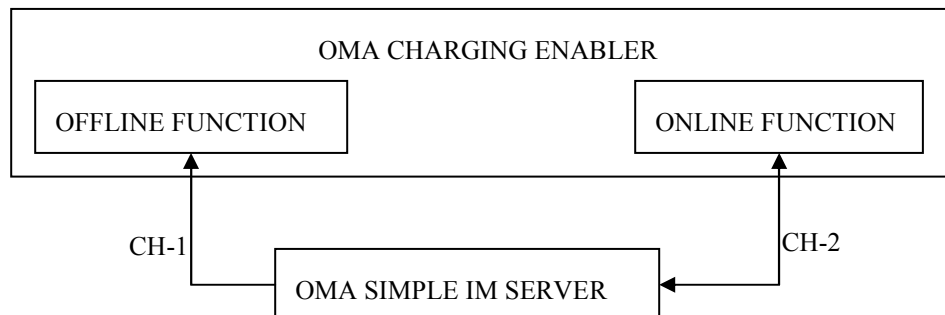 OMA CHARGING ENABLER
OFFLINE FUNCTION
ONLINE FUNCTION
CH-1
CH-2
OMA SIMPLE IM SERVER